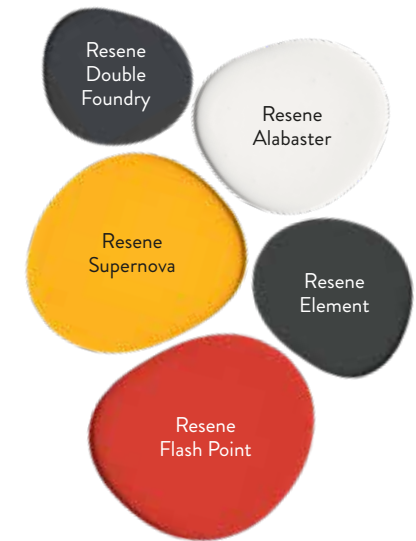 Resene
Double
Foundry
Resene
Alabaster
Resene
Supernova
Resene
Element
Resene
Flash Point